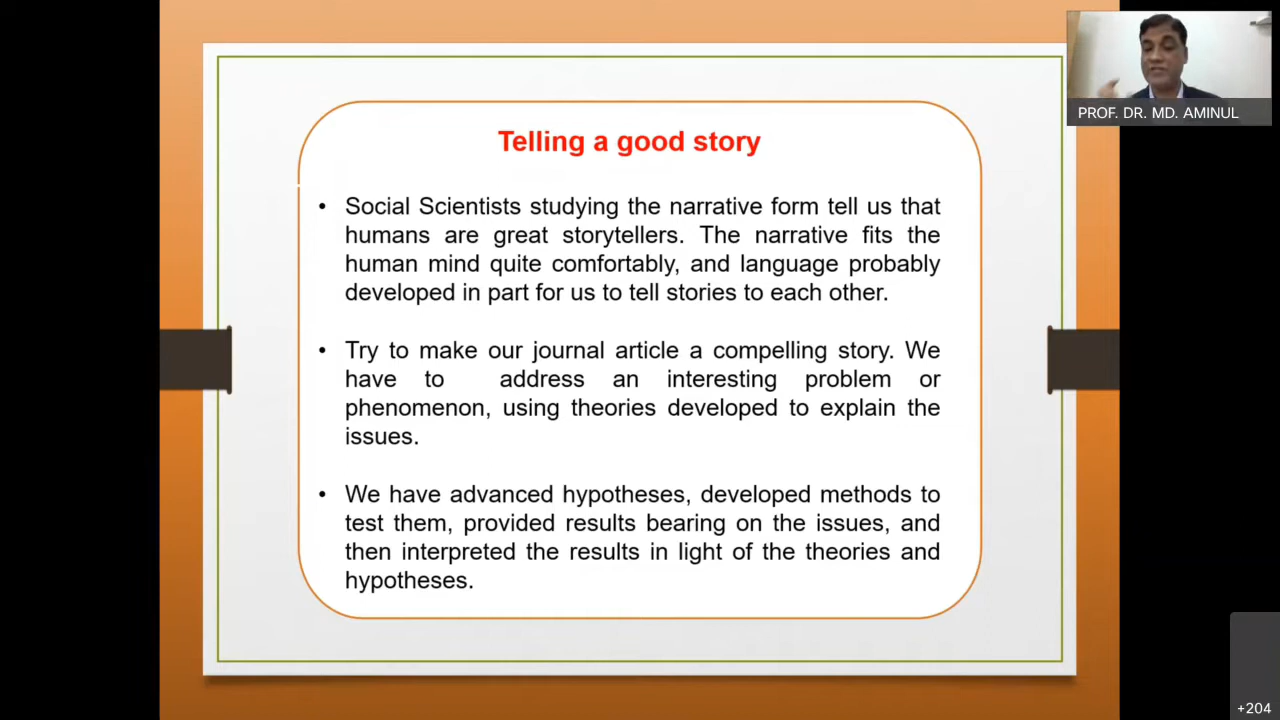 PROF. DR. MD. AMINUL
Telling a good story
• Social Scientists studying the narrative form tell us that
humans are great storytellers. The narrative fits the
human mind quite comfortably, and language probably
developed in part for us to tell stories to each other.
• Try to make our journal article a compelling story. We
have to address an interesting problem or
phenomenon, using theories developed to explain the
issues.
• We have advanced hypotheses, developed methods to
test them, provided results bearing on the issues, and
then interpreted the results in light of the theories and
hypotheses.
+204